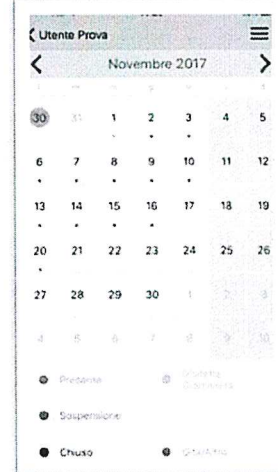 Utente Prova
Novembre 2017
30 31 1 2 3 4 5
6 7 8 9 10 11 12
13 14 15 16 17 18 19
20 21 22 23 24 25 26
27 28 29 30 1 2 3
4 5 6 7 8 9 10
Presente
Sospensione
Chiuso